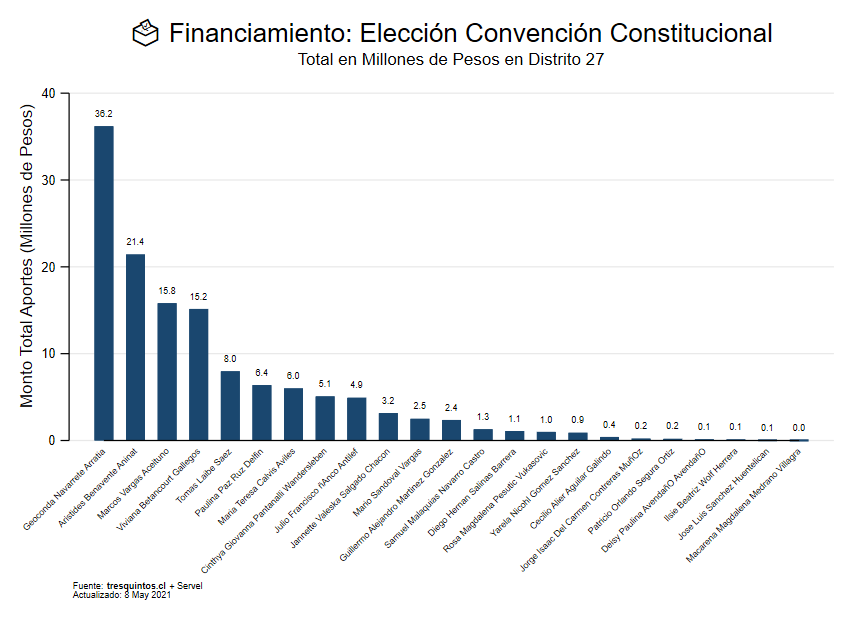 Financiamiento: Elección Convención Constitucional
Total en Millones de Pesos en Distrito 27
Monto Total Aportes (Millones de Pesos)
40
30
20
10
0
36.2
21.4
15.8
15.2
8.0
6.4
6.0
5.1
4.9
3.2
2.5
2.4
1.3
1.1
1.0
0.9
0.4
0.2
0.2
0.1
0.1
0.1
0.0
Geoconda Navarrete Arratia
Aristides Benavente Aninat
Marcos Vargas Aceituno
Viviana Betancourt Gallegos
Tomas Laibe Saez
Paulina Paz Ruz Delfin
Maria Teresa Calvis Aviles
Cinthya Giovanna Pantanalli Wandersleben
Julio Francisco ñAnco Antilef
Jannette Valeska Salgado Chacon
Mario Sandoval Vargas
Guillermo Alejandro Martinez Gonzalez
Samuel Malaquias Navarro Castro
Diego Hernan Salinas Barrera
Rosa Magdalena Pesutic Vukasovic
Yarela Nicohl Gomez Sanchez
Cecilio Alier Aguilar Galindo
Jorge Isaac Del Carmen Contreras MuñOz
Patricio Orlando Segura Ortiz
Deisy Paulina AvendañO AvendañO
Ilsie Beatriz Wolf Herrera
Jose Luis Sanchez Huentelican
Macarena Magdalena Medrano Villagra
Fuente: tresquintos.cl + Servel
Actualizado: 8 May 2021